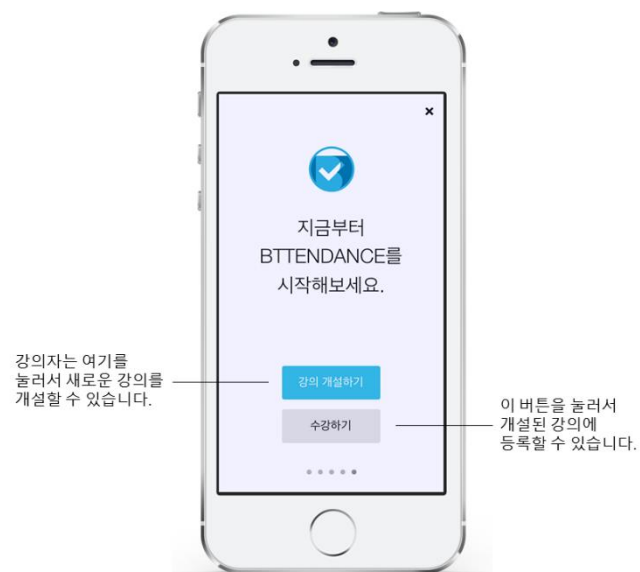 지금부터
BTTENDANCE를
시작해보세요.
강의자는 여기를
눌러서 새로운 강의를
개설할 수 있습니다.
강의 개설하기
수강하기
이 버튼을 눌러서
개설된 강의에
등록할 수 있습니다.